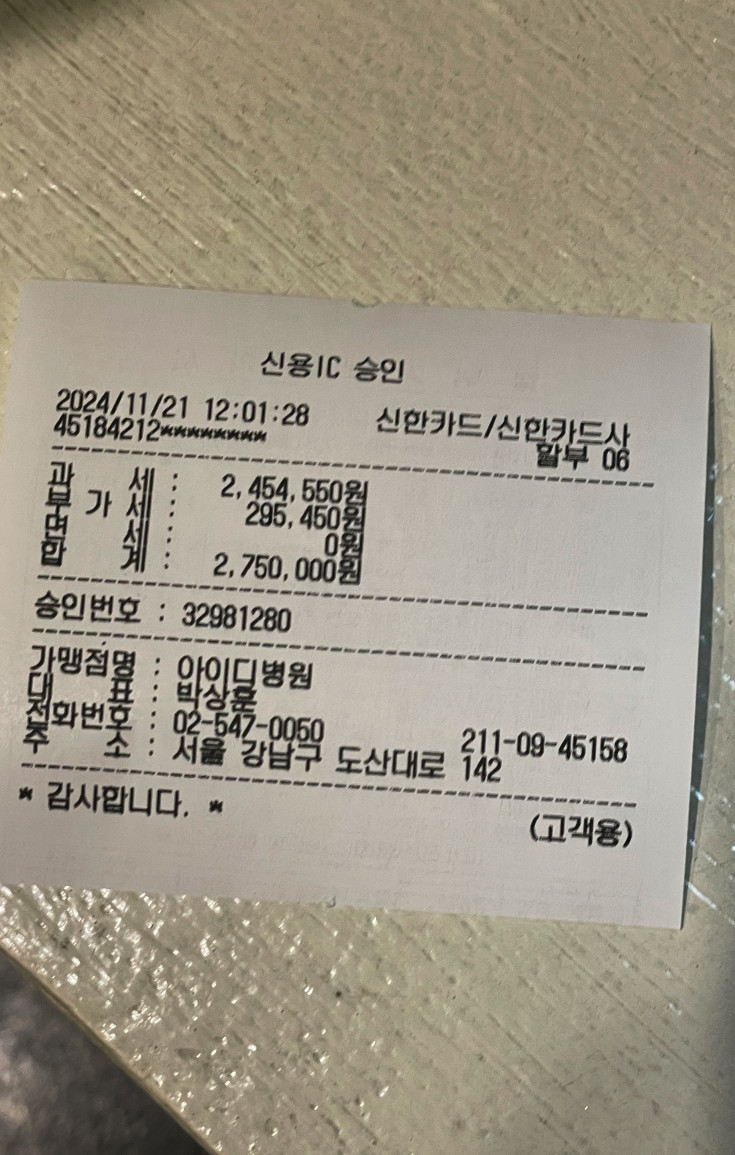 신용IC 승인
2024/11/21 12:01:28 신한카드/신한카드사
45184212******** 할부 06
과 세 : 2,454,550원
부 가 세 : 295,450원
면 세 : 0원
합 계 : 2,750,000원
승인번호 : 32981280
가맹점명 : 아이디병원
대 표 : 박상훈
전화번호 : 02-547-0050 211-09-45158
주 소 : 서울 강남구 도산대로 142
* 감사합니다. *
(고객용)